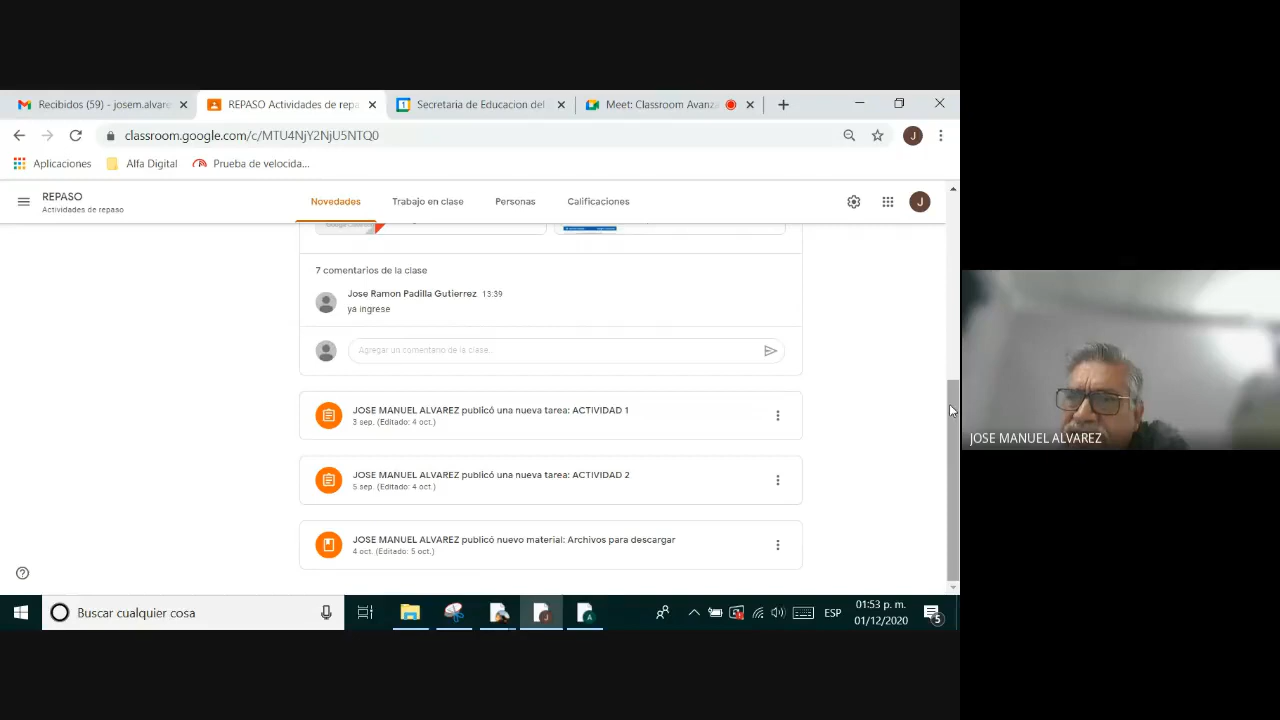 Recibidos (59) - josem.alvare
REPASO Actividades de repa
Secretaria de Educacion del
Meet: Classroom Avanza
classroom.google.com/c/MTU4NjY2NjU5NTQ0
J
Aplicaciones
Alfa Digital
Prueba de velocida...
REPASO
Actividades de repaso
Novedades
Trabajo en clase
Personas
Calificaciones
J
7 comentarios de la clase
Jose Ramon Padilla Gutierrez 13:39
ya ingrese
Agregar un comentario de la clase...
JOSE MANUEL ALVAREZ publicó una nueva tarea: ACTIVIDAD 1
3 sep. (Editado: 4 oct.)
JOSE MANUEL ALVAREZ publicó una nueva tarea: ACTIVIDAD 2
5 sep. (Editado: 4 oct.)
JOSE MANUEL ALVAREZ publicó nuevo material: Archivos para descargar
4 oct. (Editado: 5 oct.)
JOSE MANUEL ALVAREZ
Buscar cualquier cosa
ESP
01:53 p. m.
01/12/2020
5